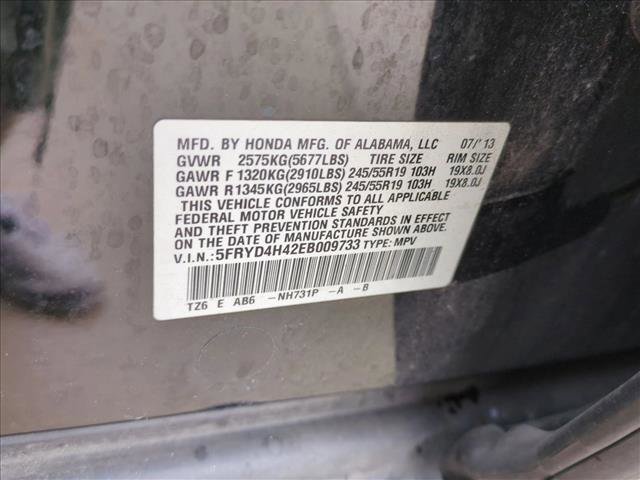 MFD. BY HONDA MFG. OF ALABAMA, LLC 07/'13
GVWR 2575KG(5677LBS) TIRE SIZE RIM SIZE
GAWR F 1320KG(2910LBS) 245/55R19 103H 19X8.0J
GAWR R1345KG(2965LBS) 245/55R19 103H 19X8.0J
THIS VEHICLE CONFORMS TO ALL APPLICABLE
FEDERAL MOTOR VEHICLE SAFETY
AND THEFT PREVENTION STANDARDS IN EFFECT
ON THE DATE OF MANUFACTURE SHOWN ABOVE.
V.I.N.: 5FRYD4H42EB009733 TYPE: MPV
TZ6 E AB6 -NH731P -A -B